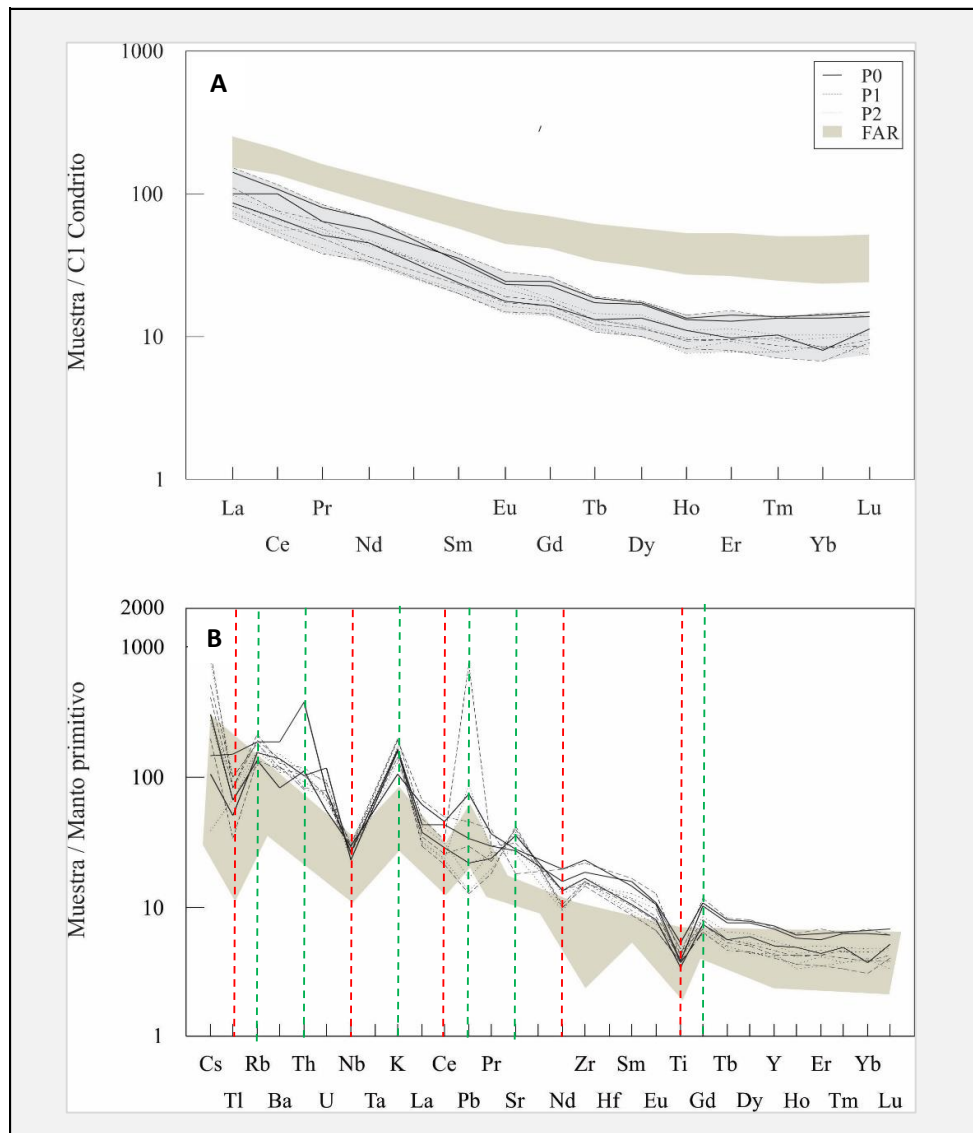 1000
A
P0
P1
P2
FAR
100
10
1
Muestra / C1 Condrito
La Pr Eu Tb Ho Tm Lu
Ce Nd Sm Gd Dy Er Yb
2000
1000
B
100
10
1
Muestra / Manto primitivo
Cs Rb Th Nb K Ce Pr Zr Sm Ti Tb Y Er Yb
Tl Ba U Ta La Pb Sr Nd Hf Eu Gd Dy Ho Tm Lu